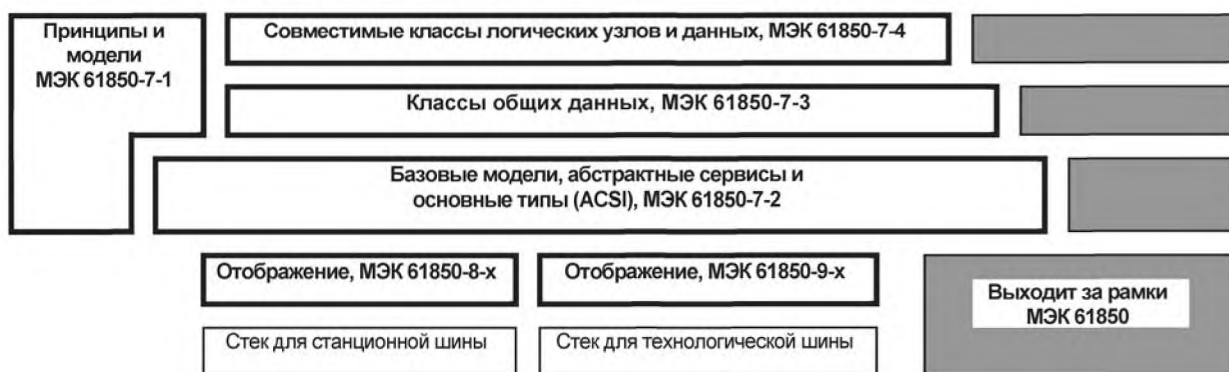 Принципы и
модели
МЭК 61850-7-1
Совместимые классы логических узлов и данных, МЭК 61850-7-4
Классы общих данных, МЭК 61850-7-3
Базовые модели, абстрактные сервисы и
основные типы (ACSI), МЭК 61850-7-2
Отображение, МЭК 61850-8-х
Отображение, МЭК 61850-9-х
Стек для станционной шины
Стек для технологической шины
Выходит за рамки
МЭК 61850